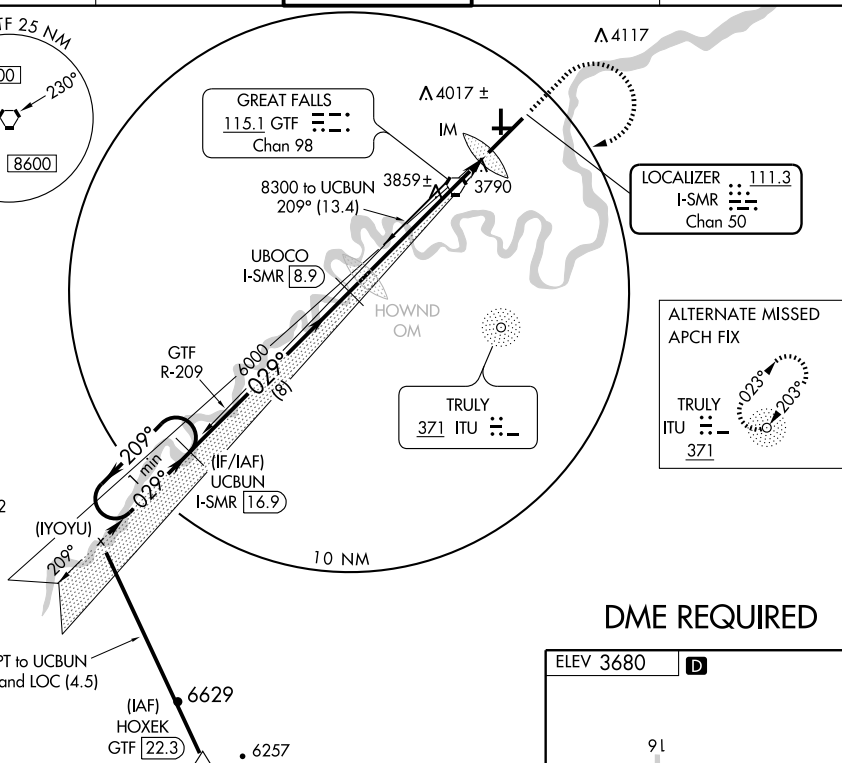 TF 25 NM
00
230°
8600
GREAT FALLS
115.1 GTF
Chan 98
4017 ±
4117
IM
3859±
3790
8300 to UCBUN
209° (13.4)
LOCALIZER 111.3
I-SMR
Chan 50
UBOCO
I-SMR 8.9
HOWND
OM
GTF
R-209
6000
029°
(8)
TRULY
371 ITU
ALTERNATE MISSED
APCH FIX
023°
203°
TRULY
ITU
371
209°
1 min
029°
(IF/IAF)
UCBUN
I-SMR 16.9
2
(IYOYU)
209°
10 NM
DME REQUIRED
PT to UCBUN
and LOC (4.5)
(IAF)
HOXEK
GTF 22.3
6629
6257
ELEV 3680 D
91